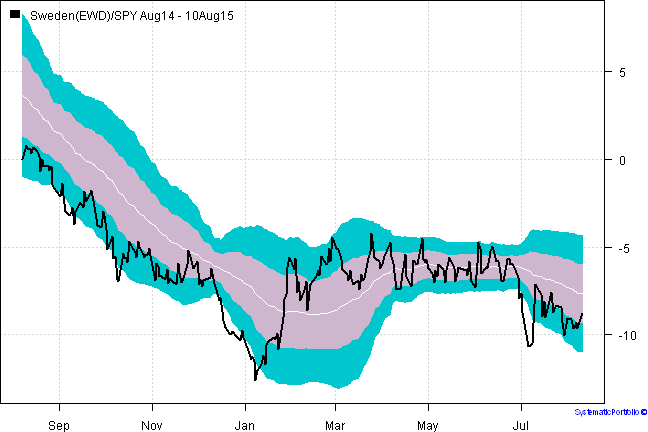 Sweden(EWD)/SPY Aug14 - 10Aug15
5
0
-5
-10
Sep Nov Jan Mar May Jul
SystematicPortfolio ©